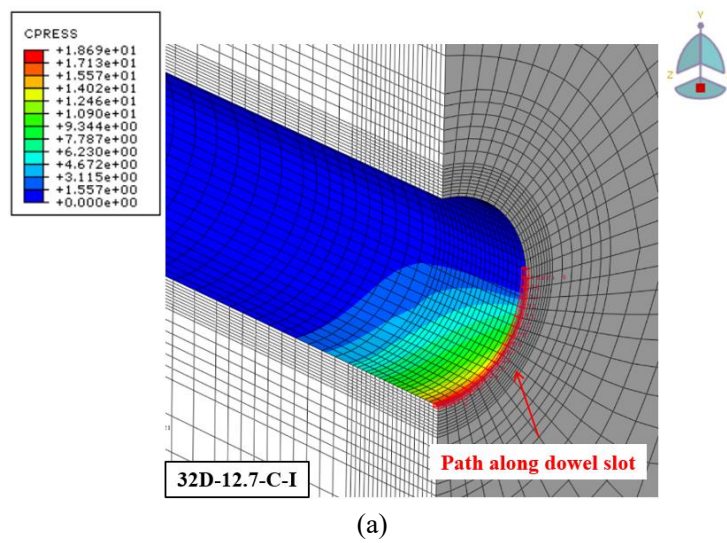 CPRESS
+1.869e+01
+1.713e+01
+1.557e+01
+1.402e+01
+1.246e+01
+1.090e+01
+9.344e+00
+7.787e+00
+6.230e+00
+4.672e+00
+3.115e+00
+1.557e+00
+0.000e+00
Y
Z
Path along dowel slot
32D-12.7-C-I
(a)